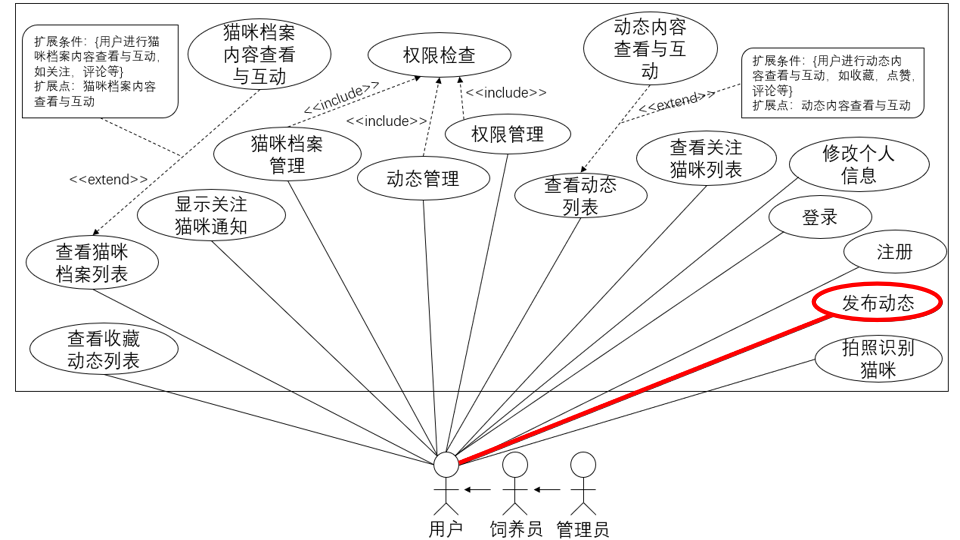 扩展条件：{用户进行猫
咪档案内容查看与互动，
如关注，评论等}
扩展点：猫咪档案内容
查看与互动
猫咪档案
内容查看
与互动
权限检查
动态内容
查看与互
动
扩展条件：{用户进行动态内
容查看与互动，如收藏，点赞，
评论等}
扩展点：动态内容查看与互动
<<include>>
<<include>>
<<include>>
<<extend>>
<<extend>>
猫咪档案
管理
动态管理
权限管理
查看动态
列表
查看关注
猫咪列表
修改个人
信息
显示关注
猫咪通知
登录
查看猫咪
档案列表
注册
发布动态
查看收藏
动态列表
拍照识别
猫咪
用户
饲养员
管理员